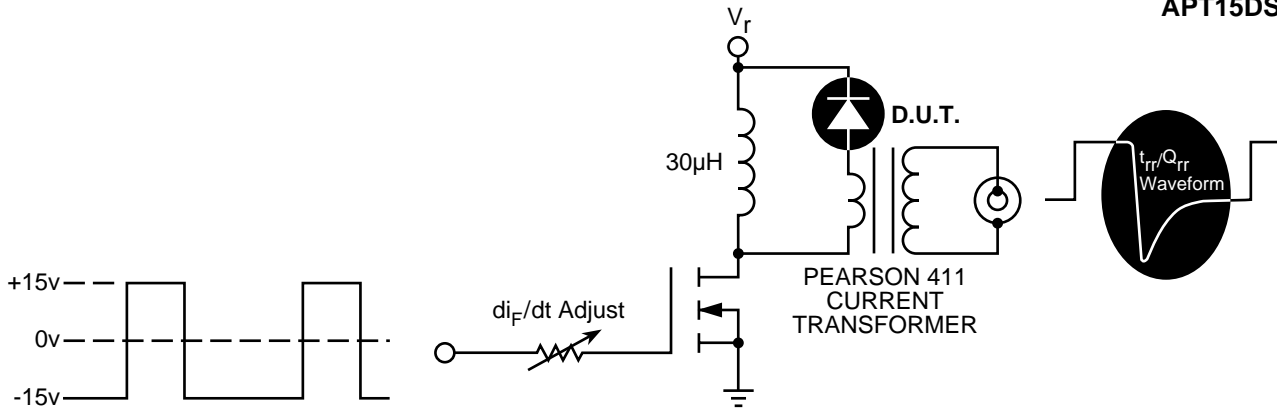 APT15DS
Vr
D.U.T.
30µH
trr/Qrr
Waveform
+15v
0v
-15v
diF/dt Adjust
PEARSON 411
CURRENT
TRANSFORMER